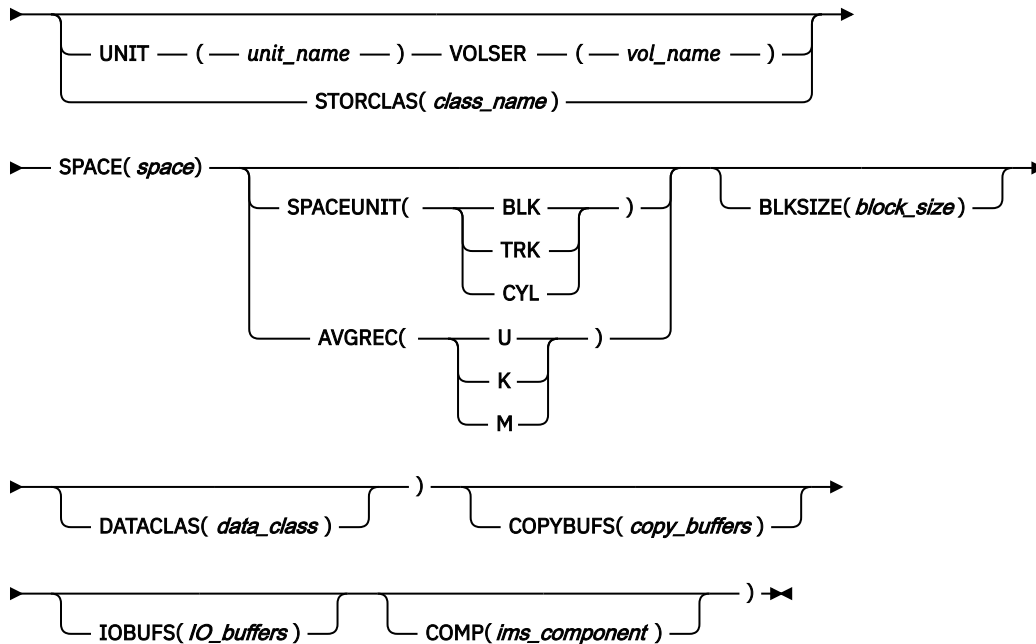 UNIT ( unit_name ) VOLSER ( vol_name )
STORCLAS( class_name )
SPACE( space)
SPACEUNIT( BLK )
TRK
CYL
BLKSIZE( block_size )
AVGREC( U )
K
M
DATACLAS( data_class ) )
COPYBUFS( copy_buffers )
IOBUFS( IO_buffers ) )
COMP( ims_component )